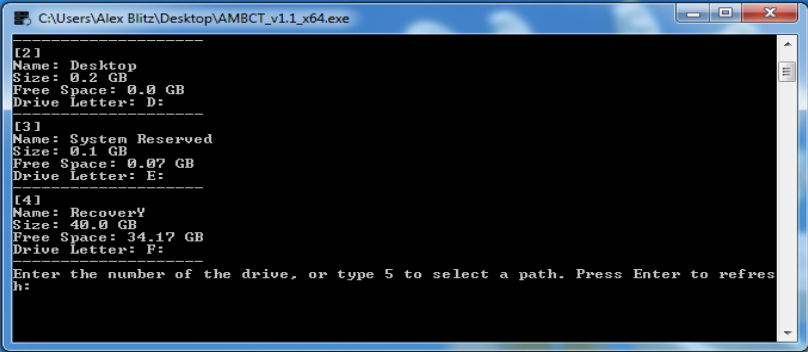 C:\Users\Alex Blitz\Desktop\AMBCT_v1.1_x64.exe
--------------------
[2]
Name: Desktop
Size: 0.2 GB
Free Space: 0.0 GB
Drive Letter: D:
--------------------
[3]
Name: System Reserved
Size: 0.1 GB
Free Space: 0.07 GB
Drive Letter: E:
--------------------
[4]
Name: RecoverY
Size: 40.0 GB
Free Space: 34.17 GB
Drive Letter: F:
--------------------
Enter the number of the drive, or type 5 to select a path. Press Enter to refres
h: